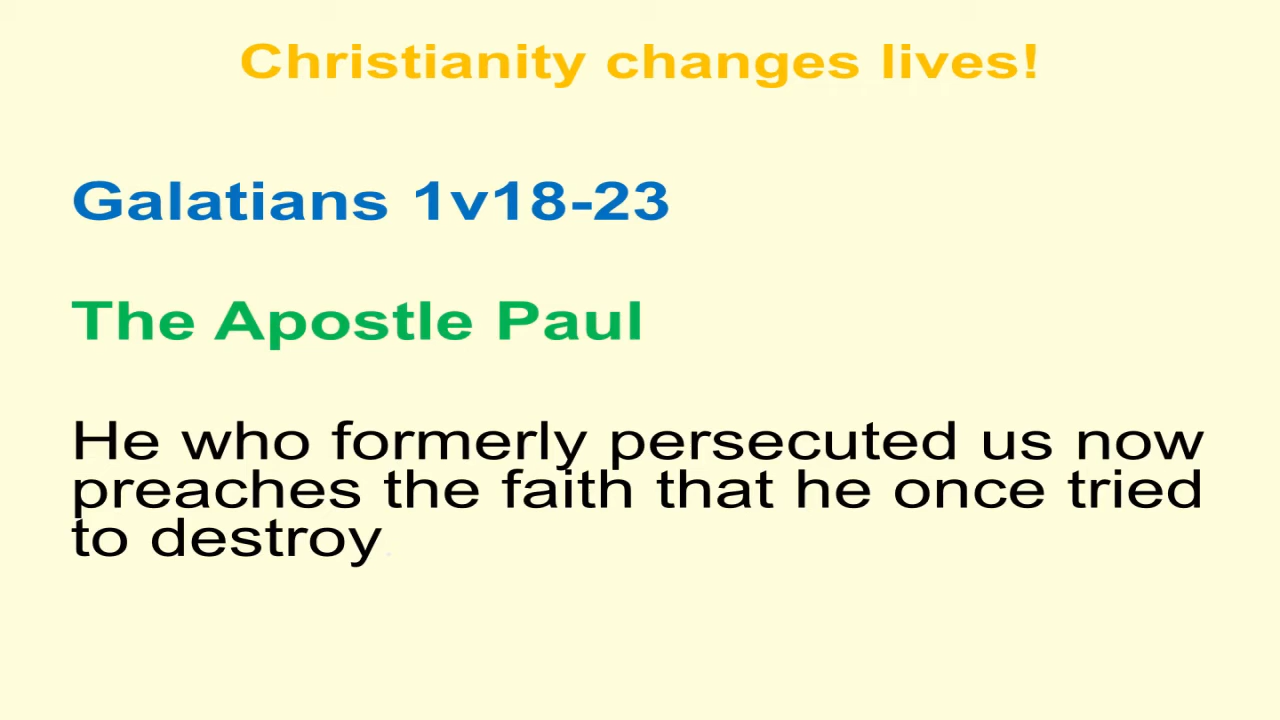 Christianity changes lives!
Galatians 1v18-23
The Apostle Paul
He who formerly persecuted us now
preaches the faith that he once tried
to destroy.